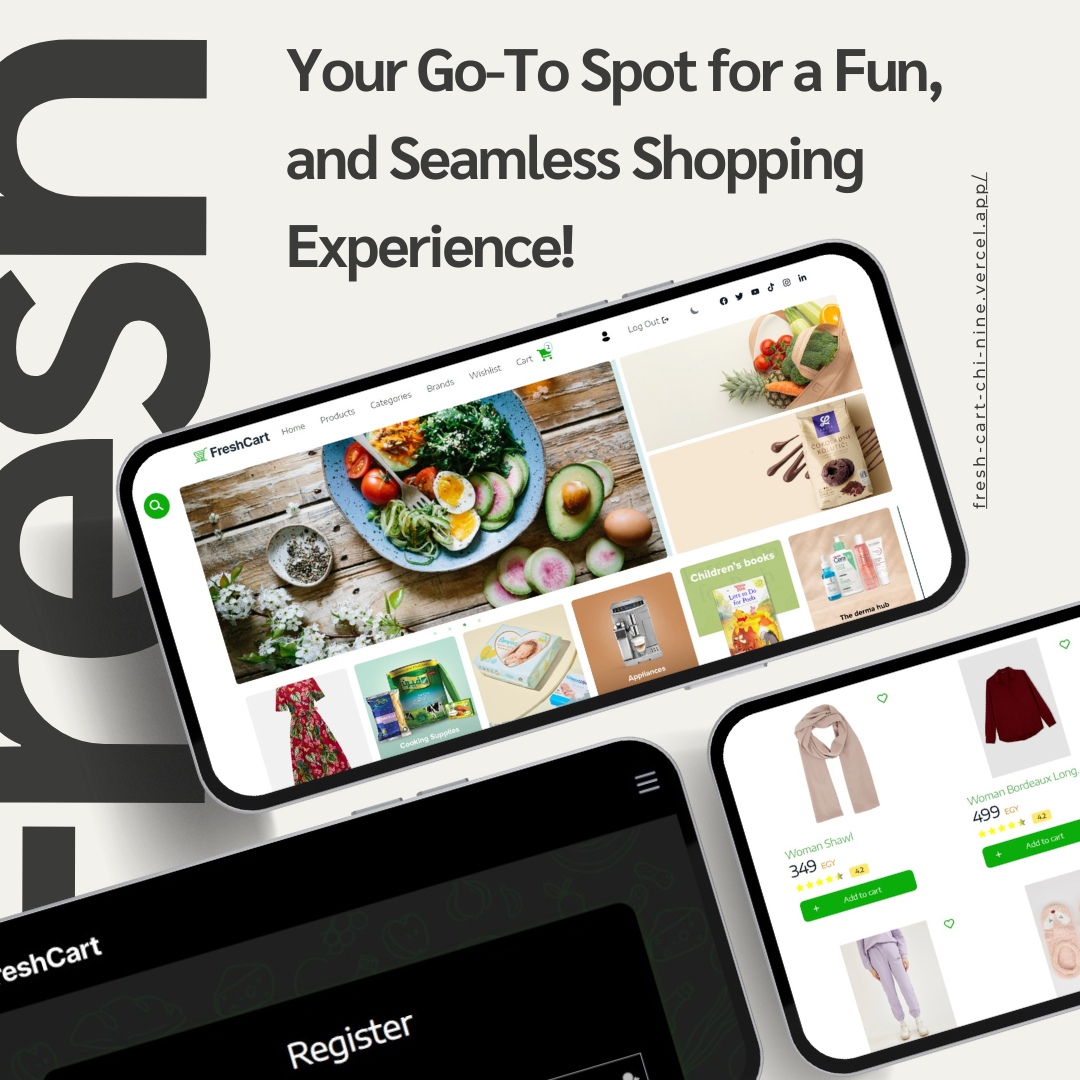 Fresh
Your Go-To Spot for a Fun,
and Seamless Shopping
Experience!
fresh-cart-chi-nine.vercel.app/
FreshCart
Home
Products
Categories
Brands
Wishlist
Cart
2
Log Out
Children's books
The derma hub
Appliances
Cooking Supplies
Woman Shawl
349 EGY
4.2
+ Add to cart
Woman Bordeaux Long..
499 EGY
4.2
+ Add to cart
reshCart
Register